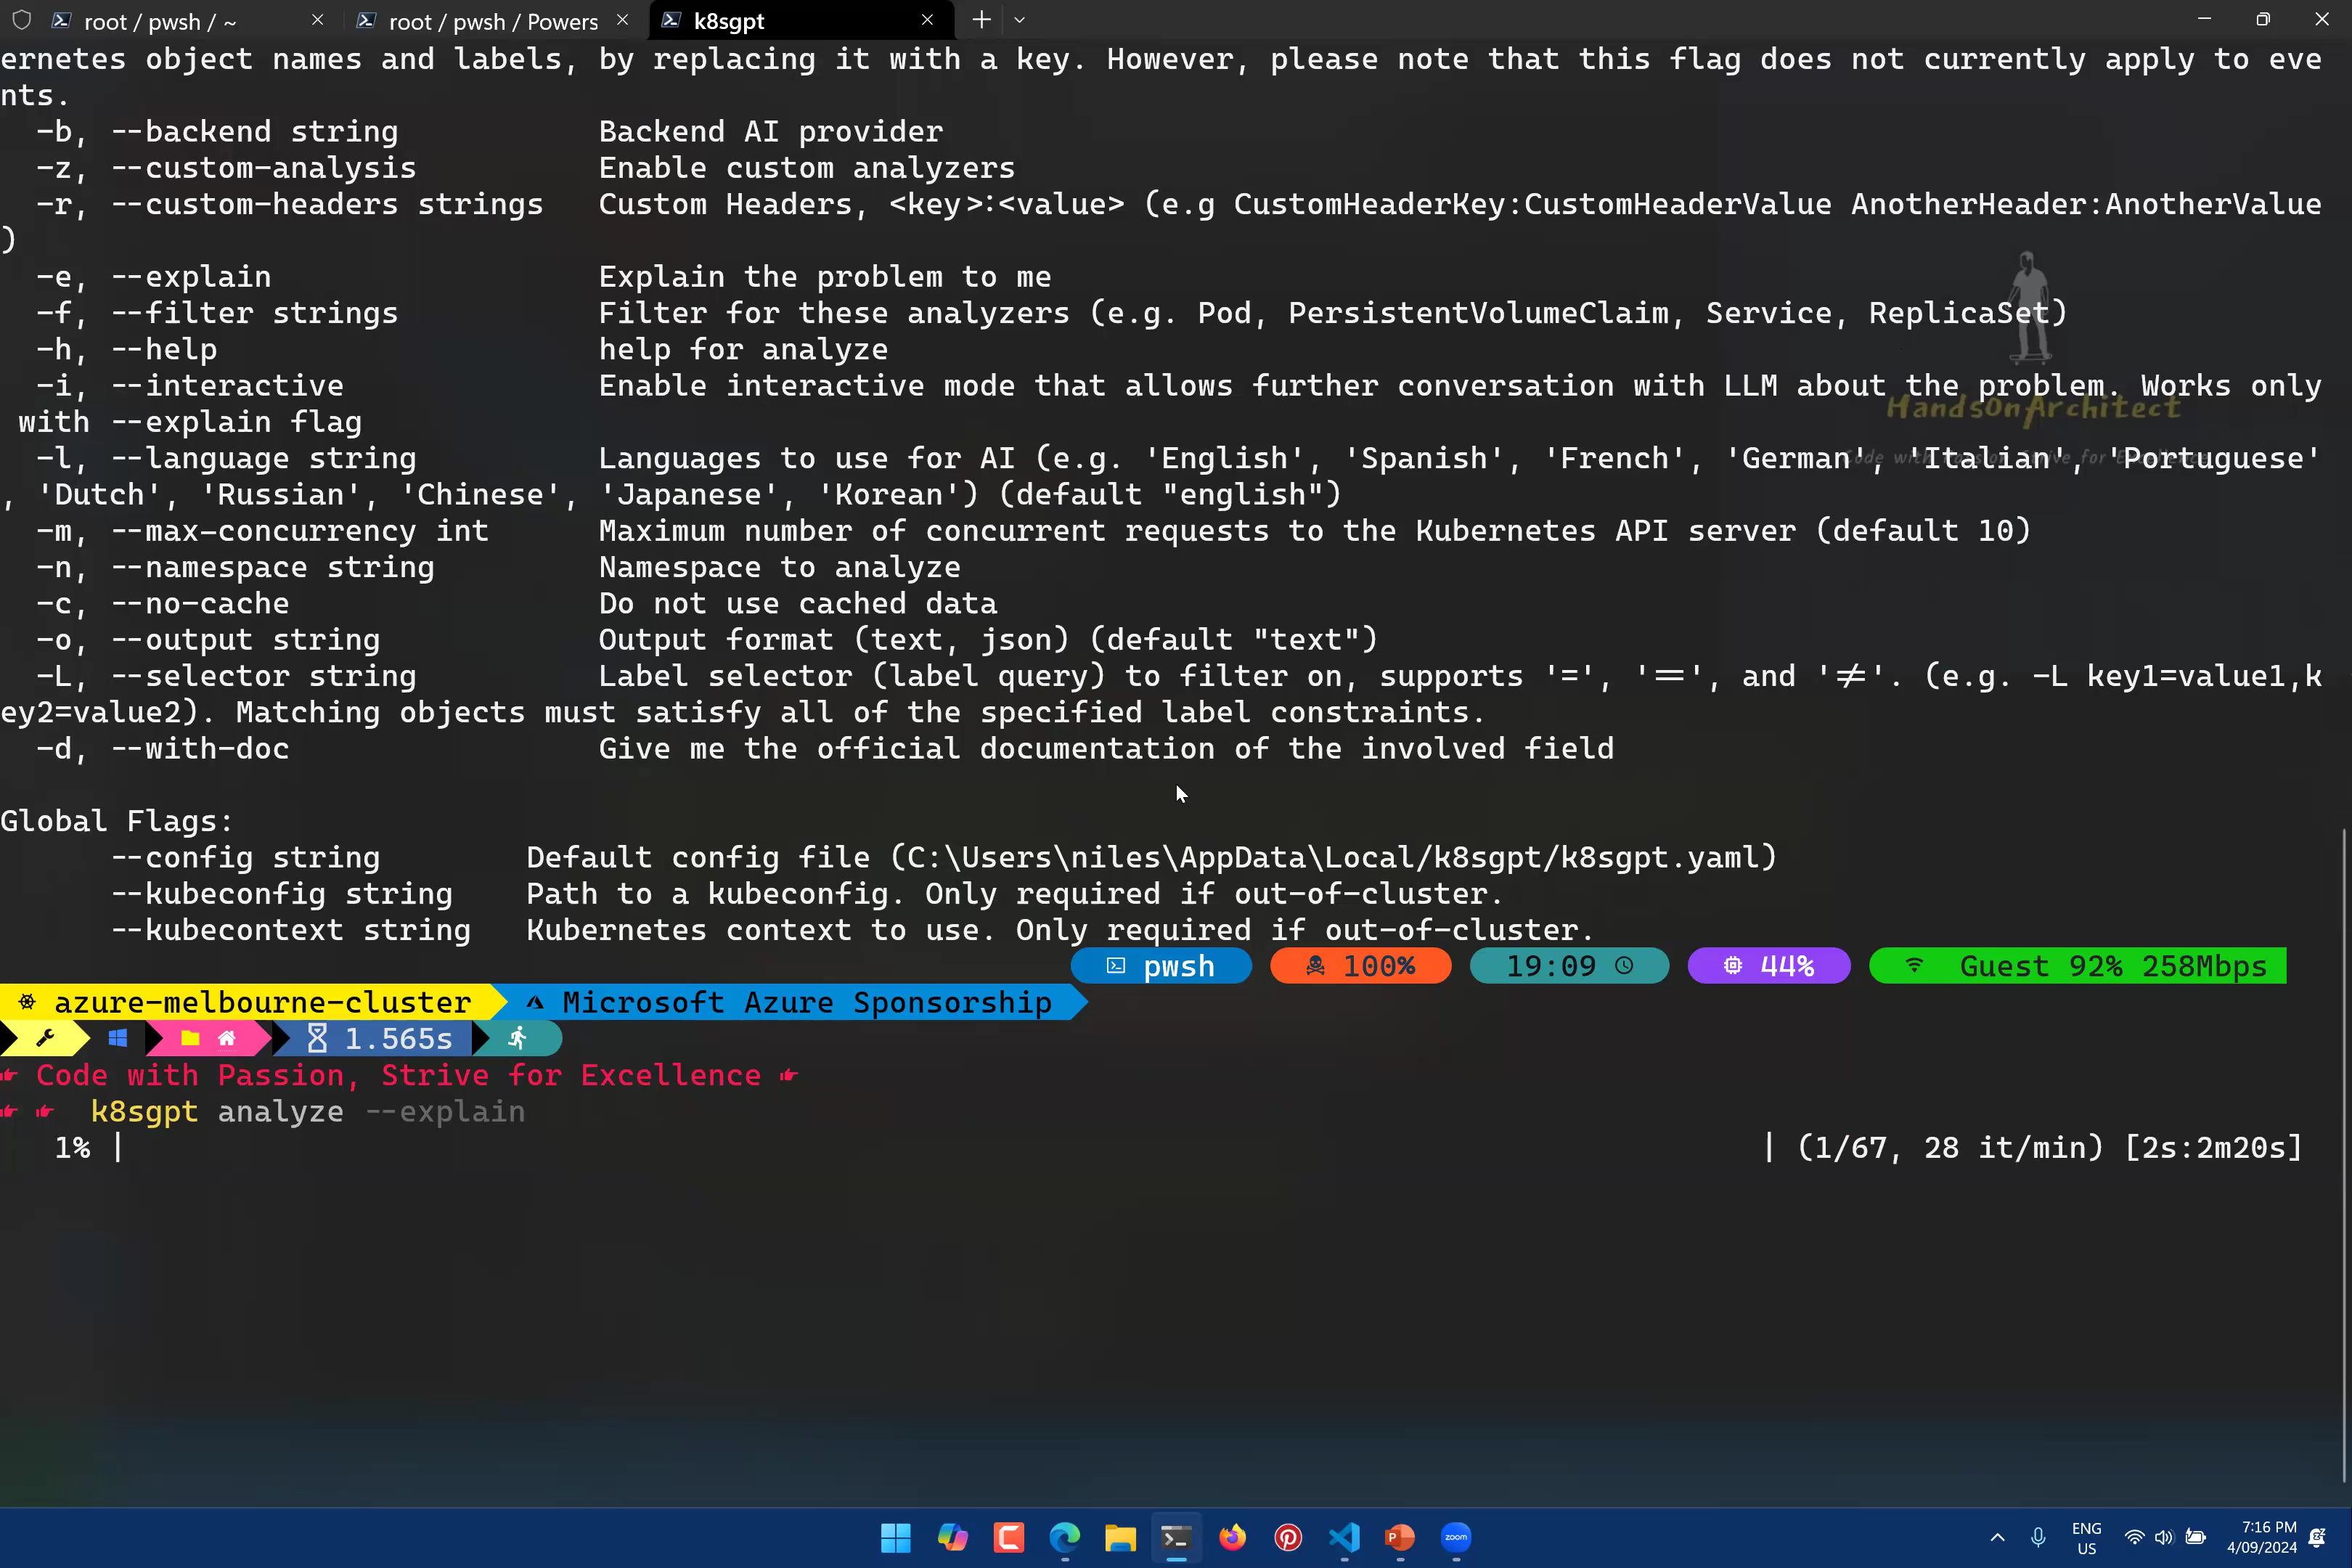 root / pwsh / ~
root / pwsh / Powers
k8sgpt
ernetes object names and labels, by replacing it with a key. However, please note that this flag does not currently apply to eve
nts.
-b, --backend string Backend AI provider
-z, --custom-analysis Enable custom analyzers
-r, --custom-headers strings Custom Headers, <key>:<value> (e.g CustomHeaderKey:CustomHeaderValue AnotherHeader:AnotherValue
)
-e, --explain Explain the problem to me
-f, --filter strings Filter for these analyzers (e.g. Pod, PersistentVolumeClaim, Service, ReplicaSet)
-h, --help help for analyze
-i, --interactive Enable interactive mode that allows further conversation with LLM about the problem. Works only
with --explain flag
HandsOnArchitect
-l, --language string Languages to use for AI (e.g. 'English', 'Spanish', 'French', 'German', 'Italian', 'Portuguese'
, 'Dutch', 'Russian', 'Chinese', 'Japanese', 'Korean') (default "english")
-m, --max-concurrency int Maximum number of concurrent requests to the Kubernetes API server (default 10)
-n, --namespace string Namespace to analyze
-c, --no-cache Do not use cached data
-o, --output string Output format (text, json) (default "text")
-L, --selector string Label selector (label query) to filter on, supports '=', '==', and '≠'. (e.g. -L key1=value1,k
ey2=value2). Matching objects must satisfy all of the specified label constraints.
-d, --with-doc Give me the official documentation of the involved field
Global Flags:
--config string Default config file (C:\Users\niles\AppData\Local/k8sgpt/k8sgpt.yaml)
--kubeconfig string Path to a kubeconfig. Only required if out-of-cluster.
--kubecontext string Kubernetes context to use. Only required if out-of-cluster.
pwsh 100% 19:09 44% Guest 92% 258Mbps
azure-melbourne-cluster Microsoft Azure Sponsorship
1.565s
Code with Passion, Strive for Excellence
k8sgpt analyze --explain
1% | | (1/67, 28 it/min) [2s:2m20s]
zoom
ENG
US
7:16 PM
4/09/2024